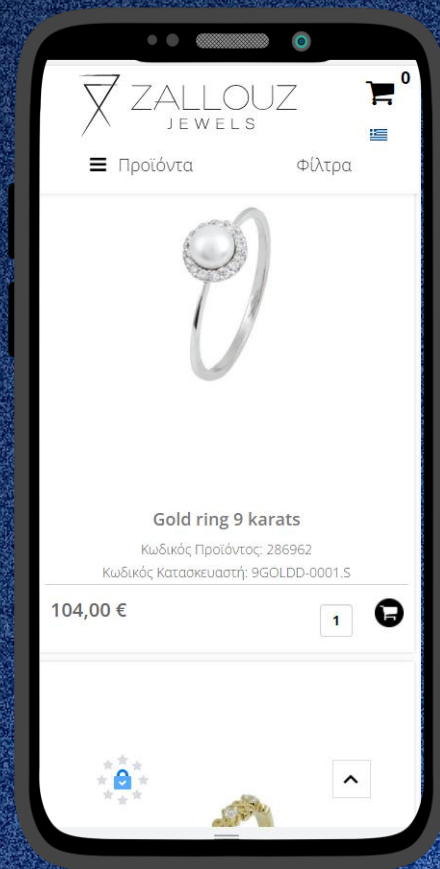 ZALLOUZ
JEWELS
0
Προϊόντα
Φίλτρα
Gold ring 9 karats
Κωδικός Προϊόντος: 286962
Κωδικός Κατασκευαστή: 9GOLDD-0001.S
104,00 €
1